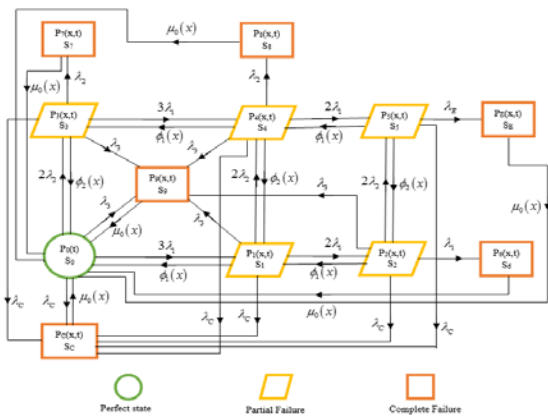 P₇(x,t)
S₇
μ₀(x)
P₈(x,t)
S₈
μ₀(x)
λ₂
λ₂
P₃(x,t)
S₃
3λ₁
ϕ₁(x)
P₄(x,t)
S₄
2λ₁
ϕ₁(x)
P₅(x,t)
S₅
λ_E
P_E(x,t)
S_E
λ₃
λ₃
2λ₂
ϕ₂(x)
P₉(x,t)
S₉
2λ₂
ϕ₂(x)
λ₃
2λ₂
ϕ₂(x)
λ₃
μ₀(x)
λ₃
μ₀(x)
P₀(t)
S₀
3λ₁
ϕ₁(x)
P₁(x,t)
S₁
2λ₁
ϕ₁(x)
P₂(x,t)
S₂
λ₁
P₆(x,t)
S₆
λ_C
λ_C
μ₀(x)
μ₀(x)
λ_C
λ_C
λ_C
λ_C
P_C(x,t)
S_C
Perfect state
Partial Failure
Complete Failure